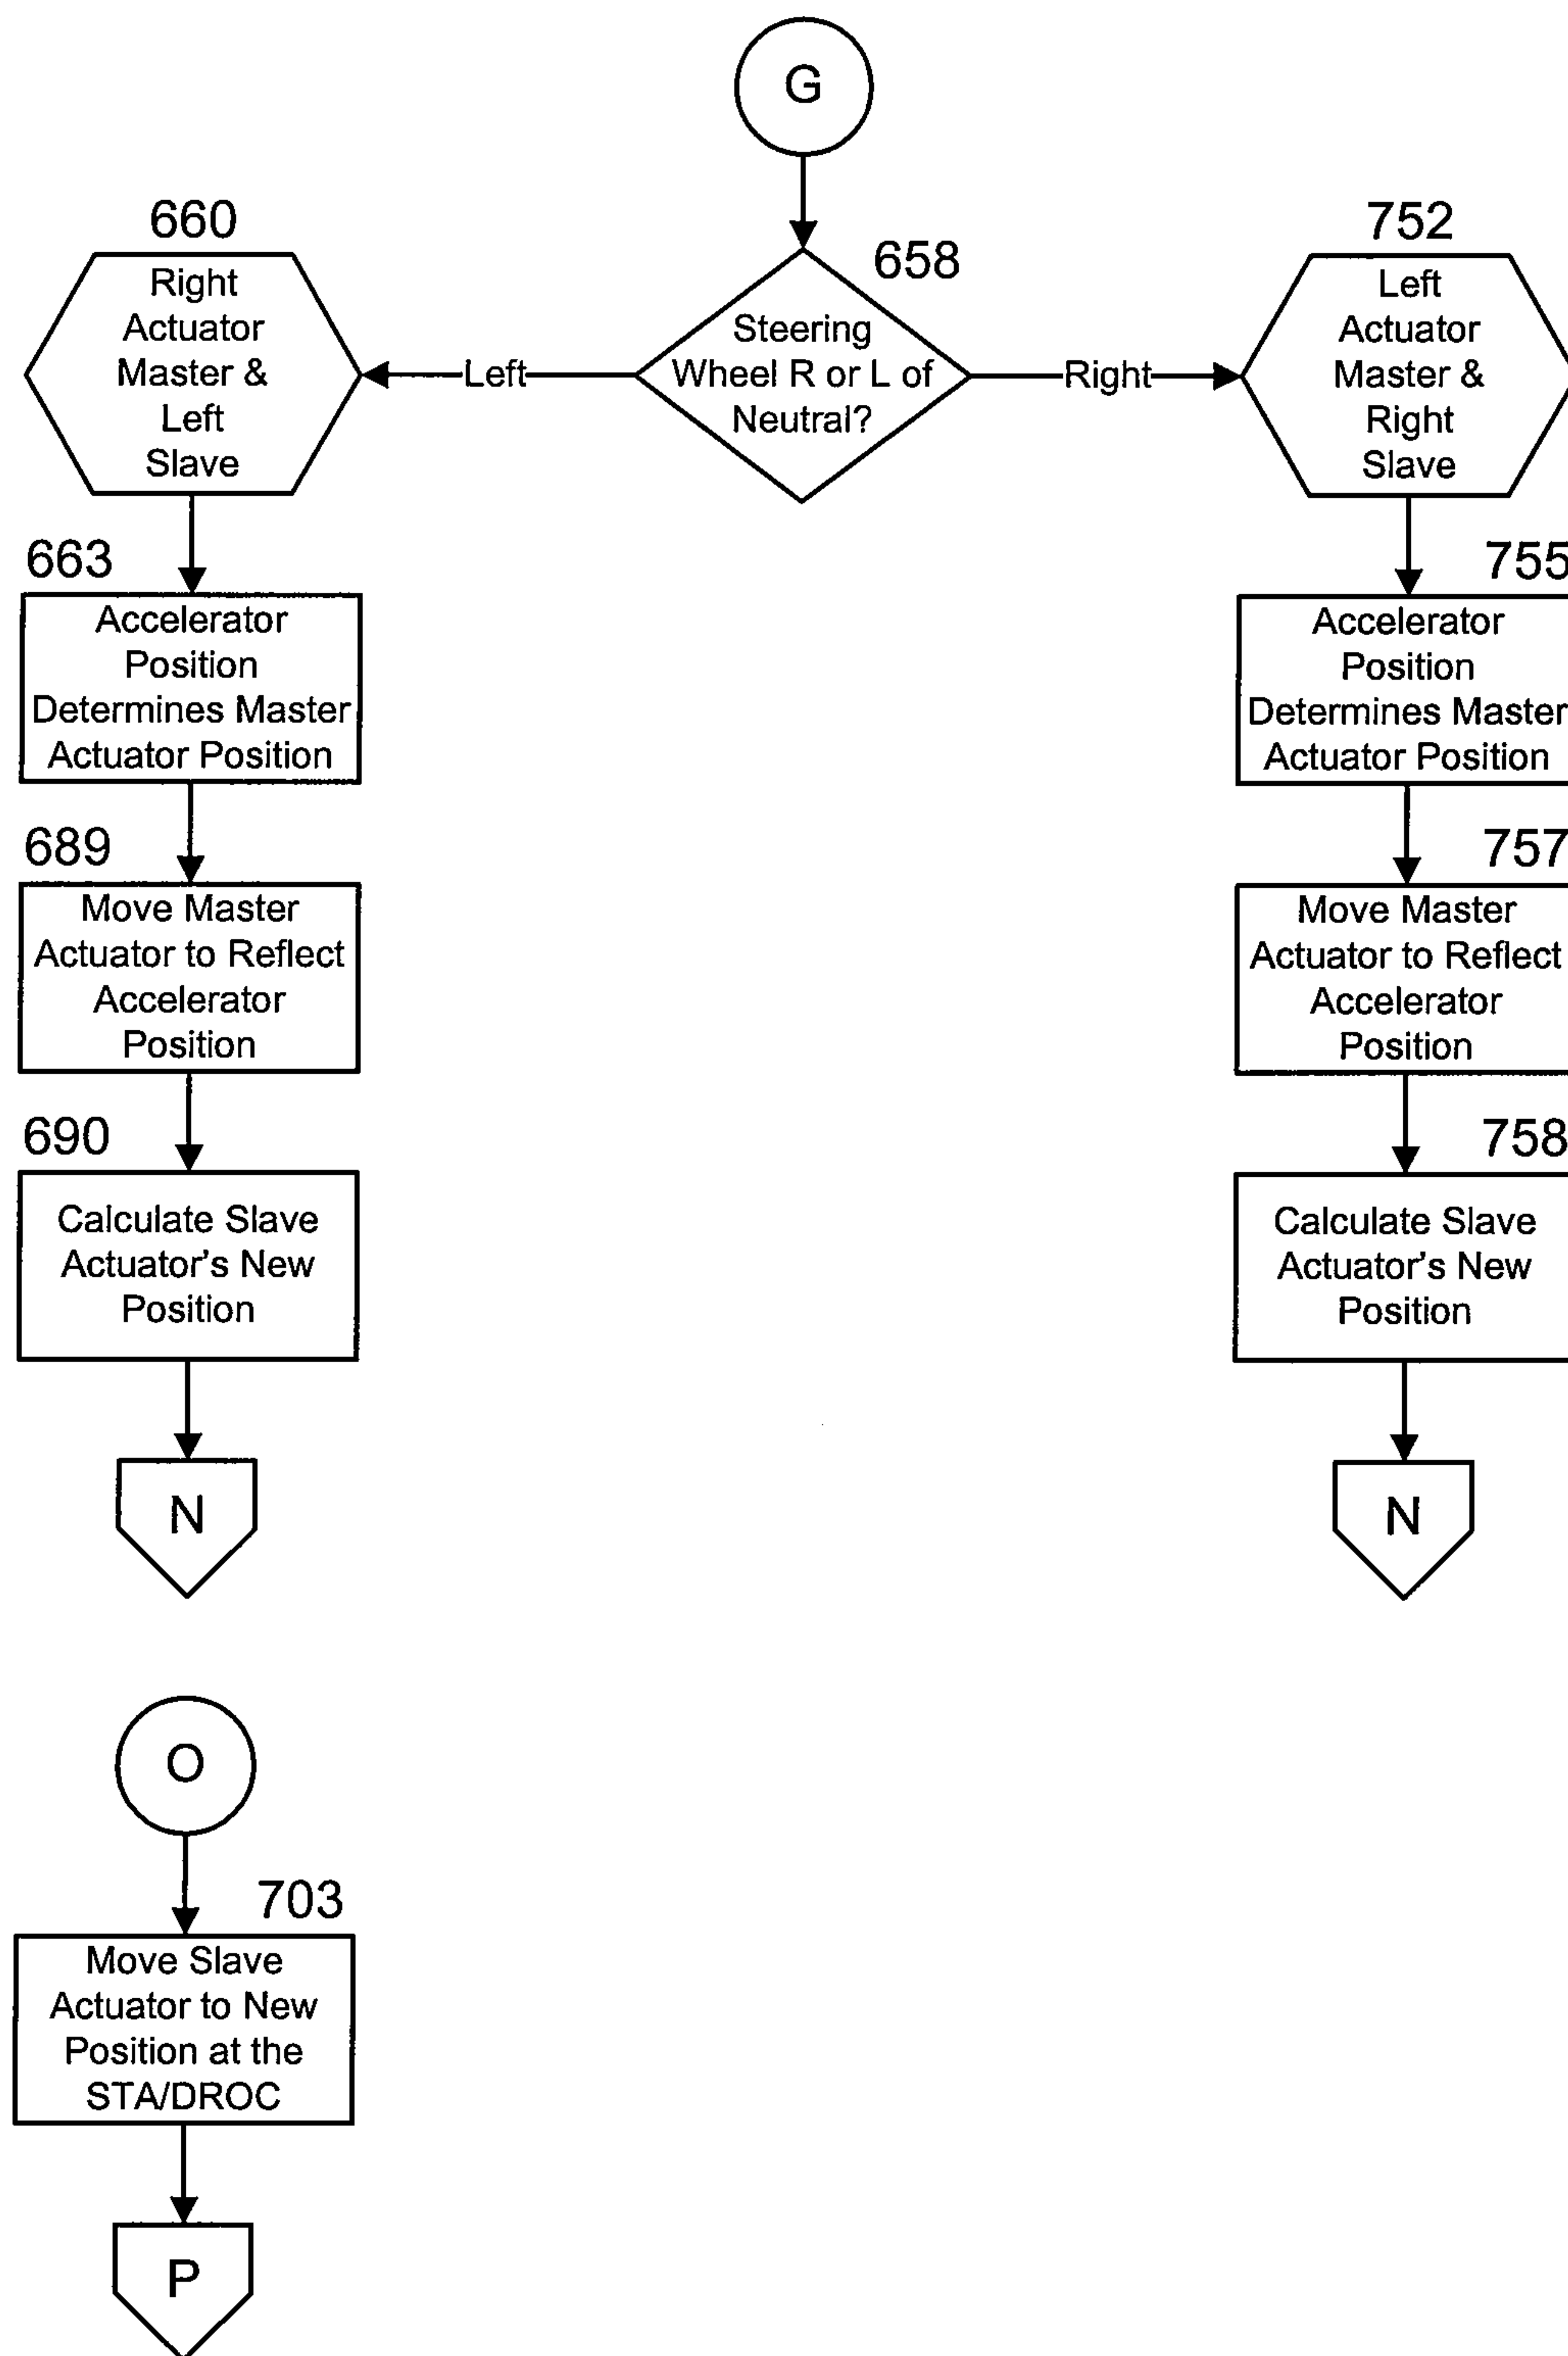 G
658
Steering
Wheel R or L of
Neutral?
Left
Right
660
Right
Actuator
Master &
Left
Slave
663
Accelerator
Position
Determines Master
Actuator Position
689
Move Master
Actuator to Reflect
Accelerator
Position
690
Calculate Slave
Actuator's New
Position
N
752
Left
Actuator
Master &
Right
Slave
755
Accelerator
Position
Determines Master
Actuator Position
757
Move Master
Actuator to Reflect
Accelerator
Position
758
Calculate Slave
Actuator's New
Position
N
O
703
Move Slave
Actuator to New
Position at the
STA/DROC
P